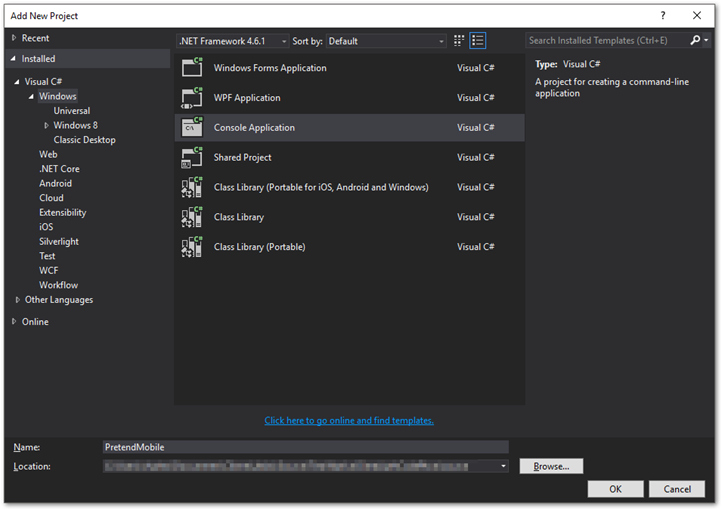 Add New Project
?
Recent
.NET Framework 4.6.1
Sort by: Default
Search Installed Templates (Ctrl+E)
Installed
Visual C#
Windows
Universal
Windows 8
Classic Desktop
Web
.NET Core
Android
Cloud
Extensibility
iOS
Silverlight
Test
WCF
Workflow
Other Languages
Online
Windows Forms Application Visual C#
WPF Application Visual C#
Console Application Visual C#
Shared Project Visual C#
Class Library (Portable for iOS, Android and Windows) Visual C#
Class Library Visual C#
Class Library (Portable) Visual C#
Type: Visual C#
A project for creating a command-line
application
Click here to go online and find templates.
Name: PretendMobile
Location:
Browse...
OK
Cancel